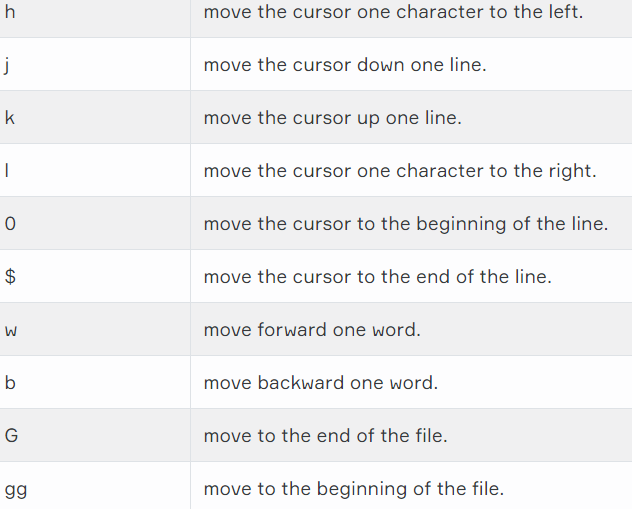 h move the cursor one character to the left.
j move the cursor down one line.
k move the cursor up one line.
l move the cursor one character to the right.
0 move the cursor to the beginning of the line.
$ move the cursor to the end of the line.
w move forward one word.
b move backward one word.
G move to the end of the file.
gg move to the beginning of the file.